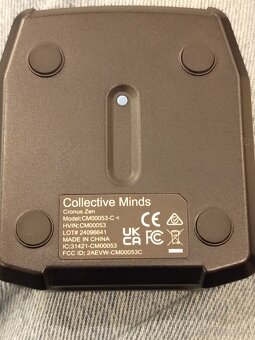 Collective Minds
Cronus Zen
Model:CM00053-C <
HVIN:CM00053
LOT# 24096641
MADE IN CHINA
IC:31421-CM00053
FCC ID: 2AEVW-CM00053C
CE
UK
CA
FC